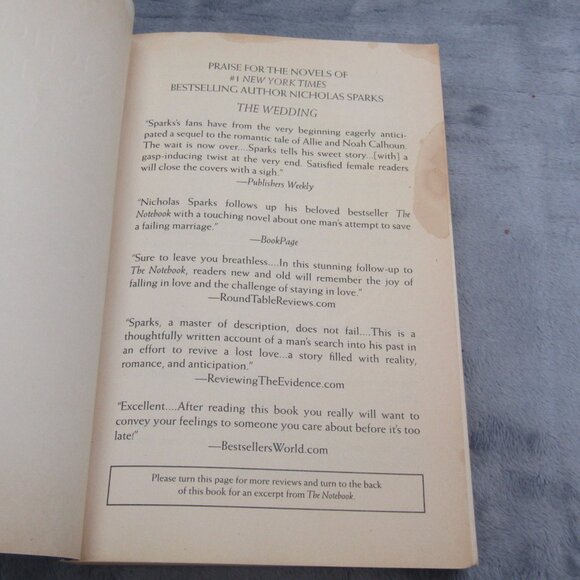 PRAISE FOR THE NOVELS OF
#1 NEW YORK TIMES
BESTSELLING AUTHOR NICHOLAS SPARKS
THE WEDDING
"Sparks's fans have from the very beginning eagerly antici-
pated a sequel to the romantic tale of Allie and Noah Calhoun.
The wait is now over....Sparks tells his sweet story...[with] a
gasp-inducing twist at the very end. Satisfied female readers
will close the covers with a sigh."
—Publishers Weekly
"Nicholas Sparks follows up his beloved bestseller The
Notebook with a touching novel about one man's attempt to save
a failing marriage."
—BookPage
"Sure to leave you breathless....In this stunning follow-up to
The Notebook, readers new and old will remember the joy of
falling in love and the challenge of staying in love."
—RoundTableReviews.com
"Sparks, a master of description, does not fail....This is a
thoughtfully written account of a man's search into his past in
an effort to revive a lost love...a story filled with reality,
romance, and anticipation."
—ReviewingTheEvidence.com
"Excellent....After reading this book you really will want to
convey your feelings to someone you care about before it's too
late!"
—BestsellersWorld.com
Please turn this page for more reviews and turn to the back
of this book for an excerpt from The Notebook.